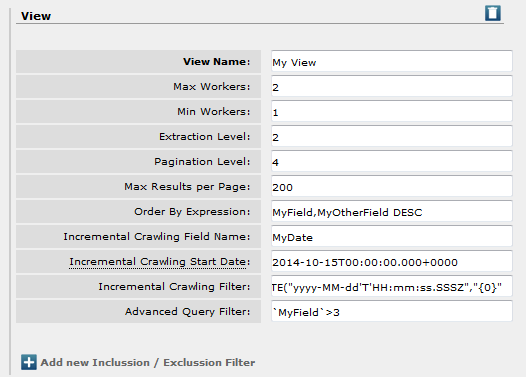 View
View Name: My View
Max Workers: 2
Min Workers: 1
Extraction Level: 2
Pagination Level: 4
Max Results per Page: 200
Order By Expression: MyField,MyOtherField DESC
Incremental Crawling Field Name: MyDate
Incremental Crawling Start Date: 2014-10-15T00:00:00.000+0000
Incremental Crawling Filter: TE("yyyy-MM-dd'T'HH:mm:ss.SSSZ","{0}"
Advanced Query Filter: `MyField`>3
Add new Inclussion / Exclussion Filter